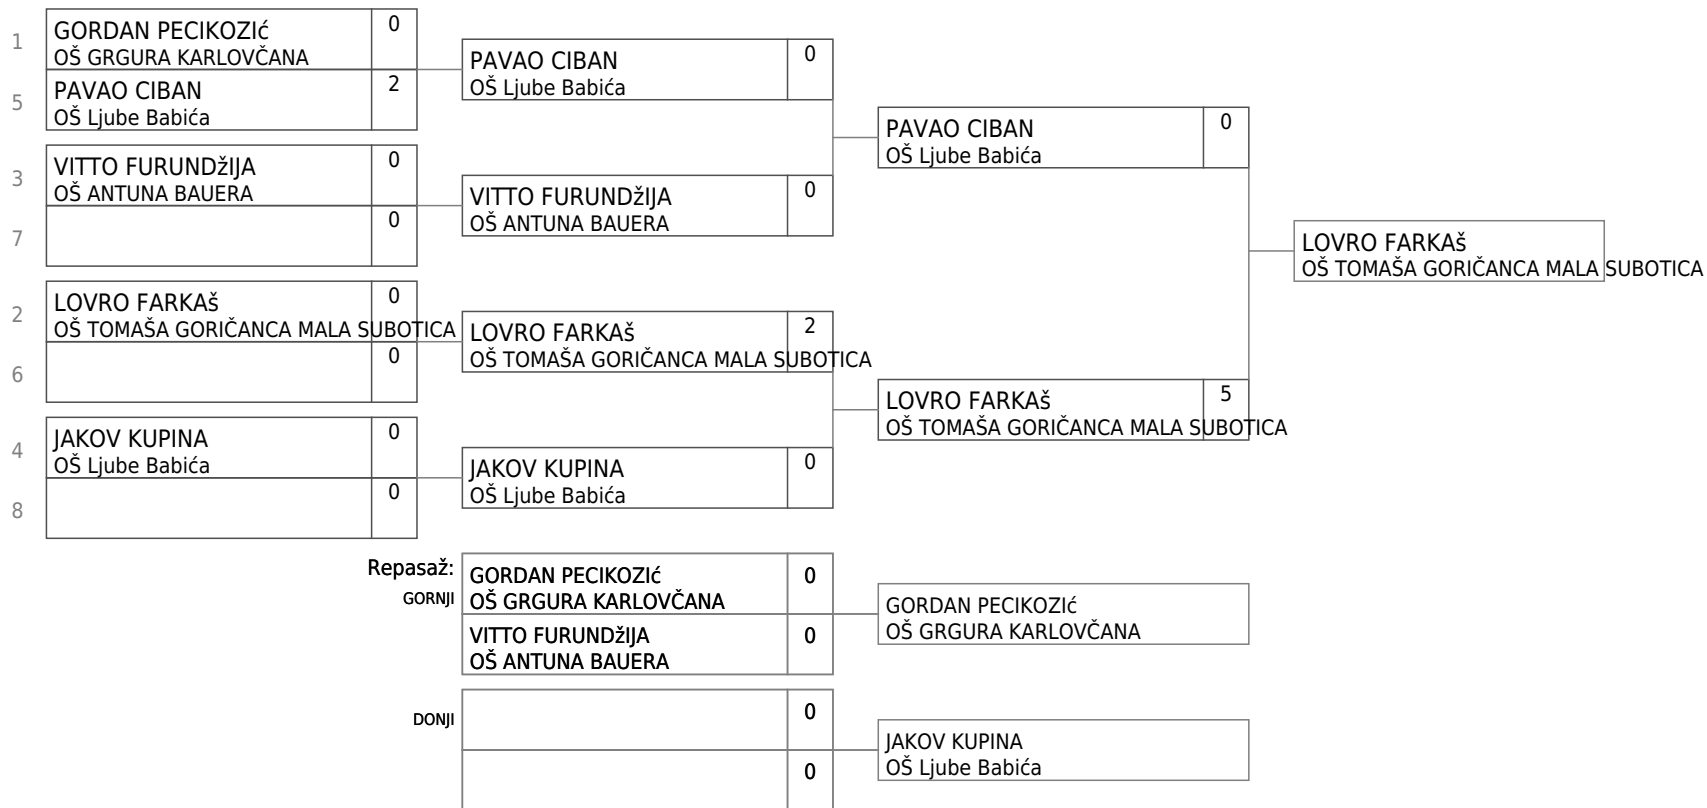 1
GORDAN PECIKOZIć
0
OŠ GRGURA KARLOVČANA
5
PAVAO CIBAN
2
OŠ Ljube Babića
3
VITTO FURUNDžIJA
0
OŠ ANTUNA BAUERA
7
0
2
LOVRO FARKAš
0
OŠ TOMAŠA GORIČANCA MALA SUBOTICA
6
0
4
JAKOV KUPINA
0
OŠ Ljube Babića
8
0
PAVAO CIBAN
0
OŠ Ljube Babića
VITTO FURUNDžIJA
0
OŠ ANTUNA BAUERA
LOVRO FARKAš
2
OŠ TOMAŠA GORIČANCA MALA SUBOTICA
JAKOV KUPINA
0
OŠ Ljube Babića
PAVAO CIBAN
0
OŠ Ljube Babića
LOVRO FARKAš
5
OŠ TOMAŠA GORIČANCA MALA SUBOTICA
LOVRO FARKAš
OŠ TOMAŠA GORIČANCA MALA SUBOTICA
Repasaž:
GORNJI
GORDAN PECIKOZIć
0
OŠ GRGURA KARLOVČANA
VITTO FURUNDžIJA
0
OŠ ANTUNA BAUERA
GORDAN PECIKOZIć
OŠ GRGURA KARLOVČANA
DONJI
0
0
JAKOV KUPINA
OŠ Ljube Babića